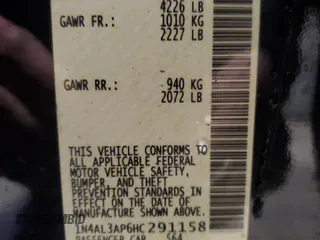 4226 LB
GAWR FR.: 1010 KG
2227 LB
GAWR RR.: 940 KG
2072 LB
THIS VEHICLE CONFORMS TO
ALL APPLICABLE FEDERAL
MOTOR VEHICLE SAFETY,
BUMPER, AND THEFT
PREVENTION STANDARDS IN
EFFECT ON THE DATE OF
MANUFACTURE SHOWN ABOVE.
1N4AL3AP6HC291158
PASSENGER CAR S64